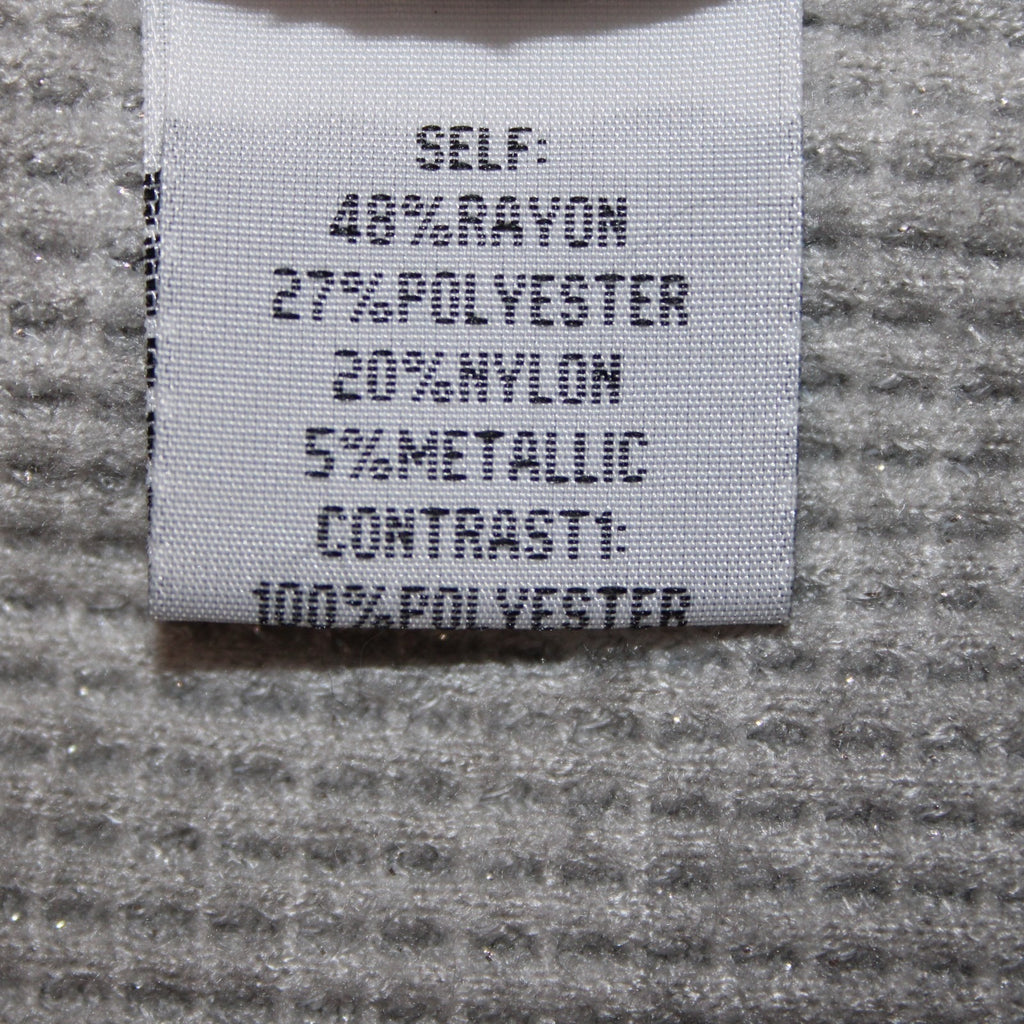 SELF:
48%RAYON
27%POLYESTER
20%NYLON
5%METALLIC
CONTRAST1:
100%POLYESTER